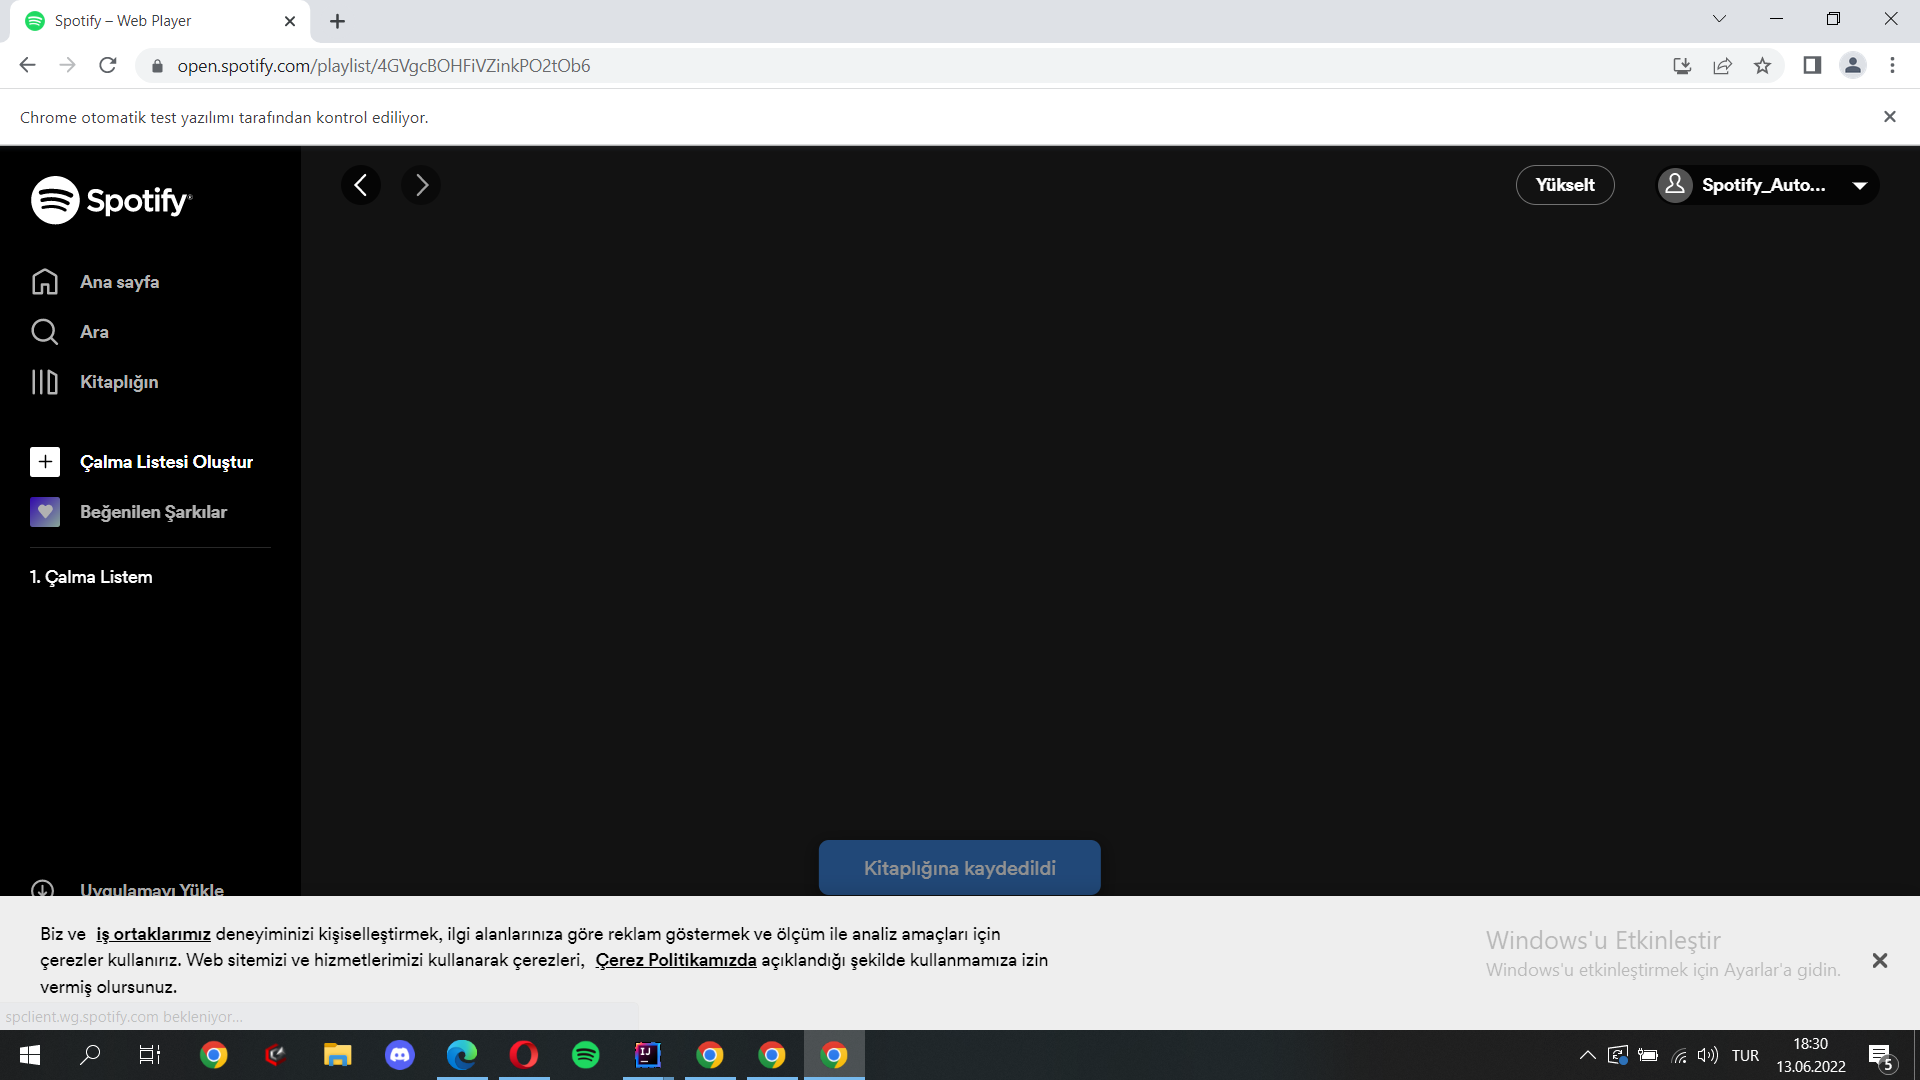 Spotify – Web Player
open.spotify.com/playlist/4GVgcBOHFiVZinkPO2tOb6
Chrome otomatik test yazılımı tarafından kontrol ediliyor.
Spotify
Yükselt
Spotify_Auto...
Ana sayfa
Ara
Kitaplığın
Çalma Listesi Oluştur
Beğenilen Şarkılar
1. Çalma Listem
Kitaplığına kaydedildi
Uygulamayı Yükle
Biz ve iş ortaklarımız deneyiminizi kişiselleştirmek, ilgi alanlarınıza göre reklam göstermek ve ölçüm ile analiz amaçları için
çerezler kullanırız. Web sitemizi ve hizmetlerimizi kullanarak çerezleri, Çerez Politikamızda açıklandığı şekilde kullanmamıza izin
vermiş olursunuz.
Windows'u Etkinleştir
Windows'u etkinleştirmek için Ayarlar'a gidin.
spclient.wg.spotify.com bekleniyor...
IJ
TUR
18:30
13.06.2022
5